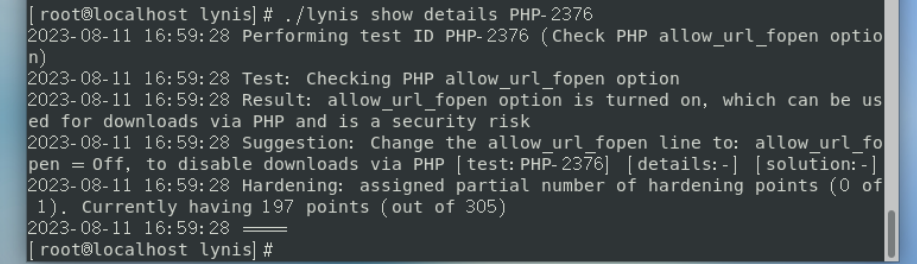 [root@localhost lynis]# ./lynis show details PHP-2376
2023-08-11 16:59:28 Performing test ID PHP-2376 (Check PHP allow_url_fopen optio
n)
2023-08-11 16:59:28 Test: Checking PHP allow_url_fopen option
2023-08-11 16:59:28 Result: allow_url_fopen option is turned on, which can be us
ed for downloads via PHP and is a security risk
2023-08-11 16:59:28 Suggestion: Change the allow_url_fopen line to: allow_url_fo
pen = Off, to disable downloads via PHP [test:PHP-2376] [details:-] [solution:-]
2023-08-11 16:59:28 Hardening: assigned partial number of hardening points (0 of
 1). Currently having 197 points (out of 305)
2023-08-11 16:59:28 ====
[root@localhost lynis]#